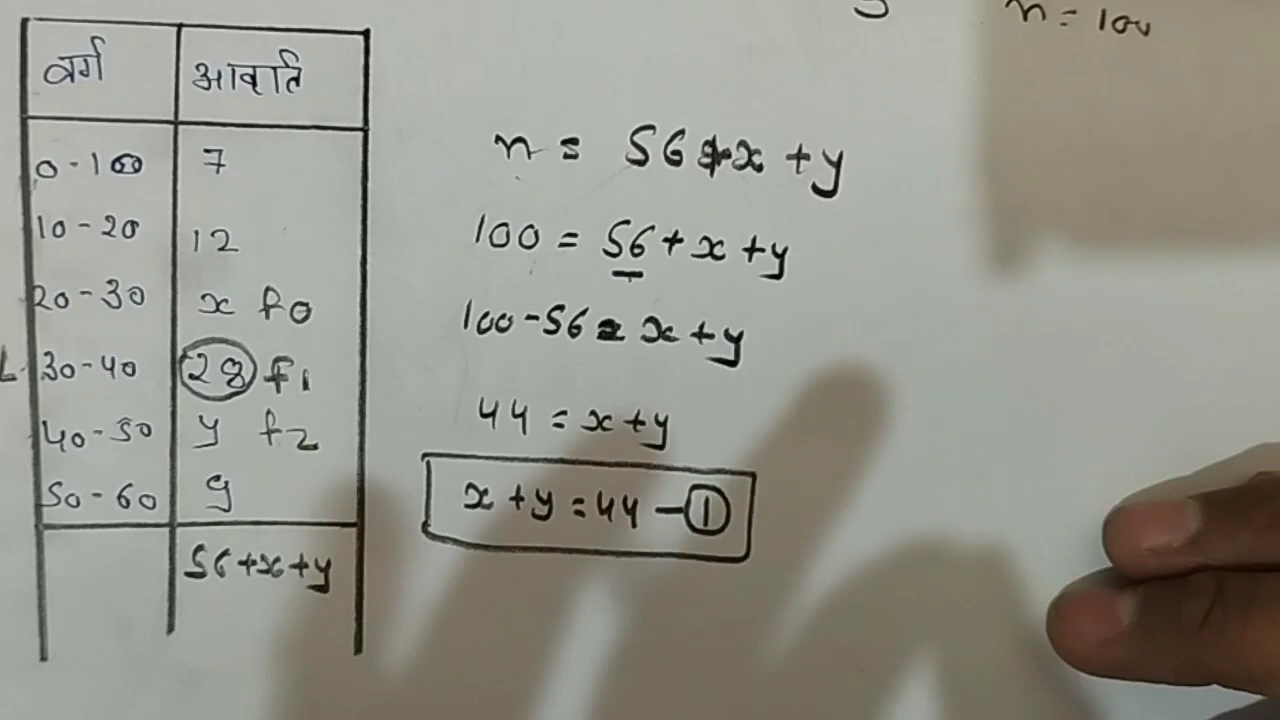 n = 100
वर्ग आवृति
0-10 7
10-20 12
20-30 x f0
L 30-40 28 f1
40-50 y f2
50-60 9
56+x+y
n = 56+x+y
100 = 56+x+y
100-56 = x+y
44 = x+y
x+y=44 -①